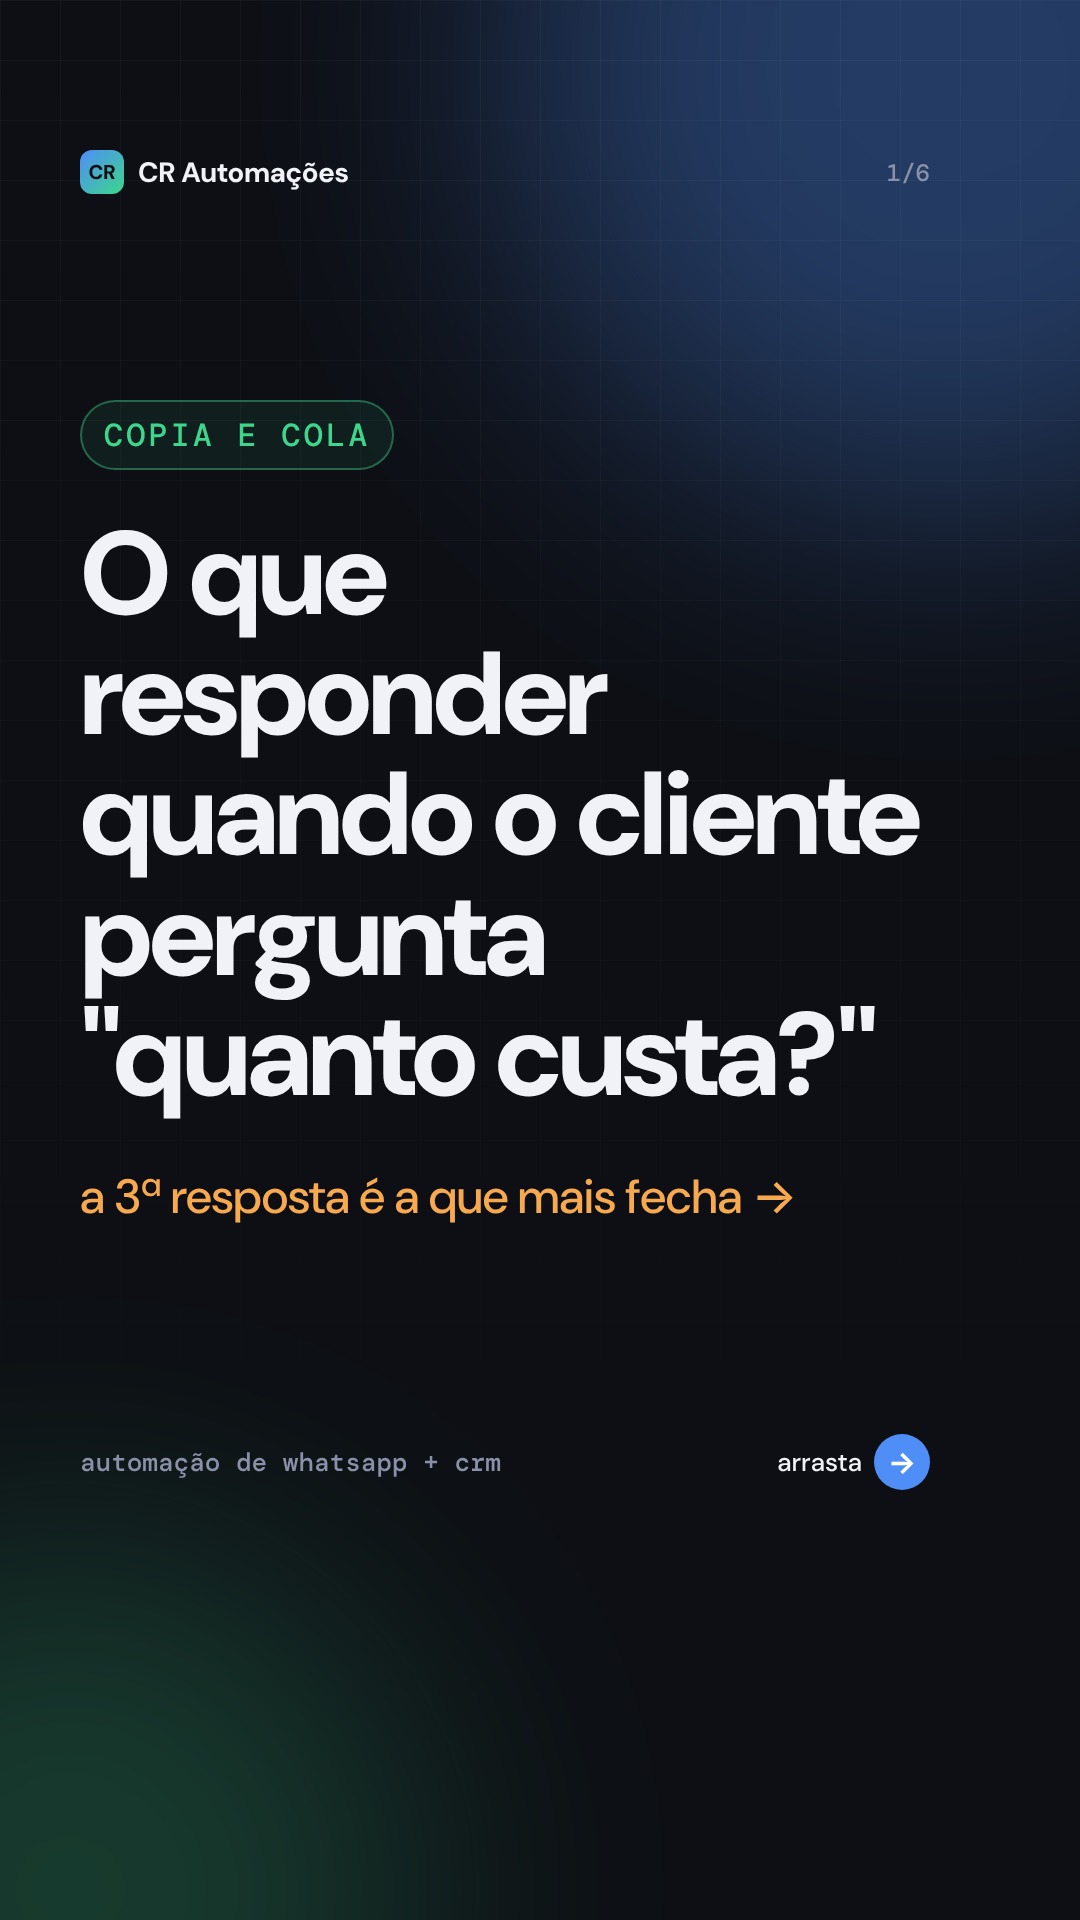 CR CR Automações
1/6
COPIA E COLA
O que
responder
quando o cliente
pergunta
"quanto custa?"
a 3ª resposta é a que mais fecha →
automação de whatsapp + crm
arrasta →